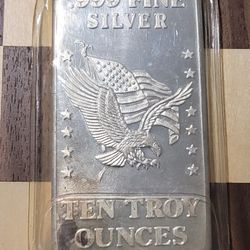 .999 FINE
SILVER
TEN TROY
OUNCES